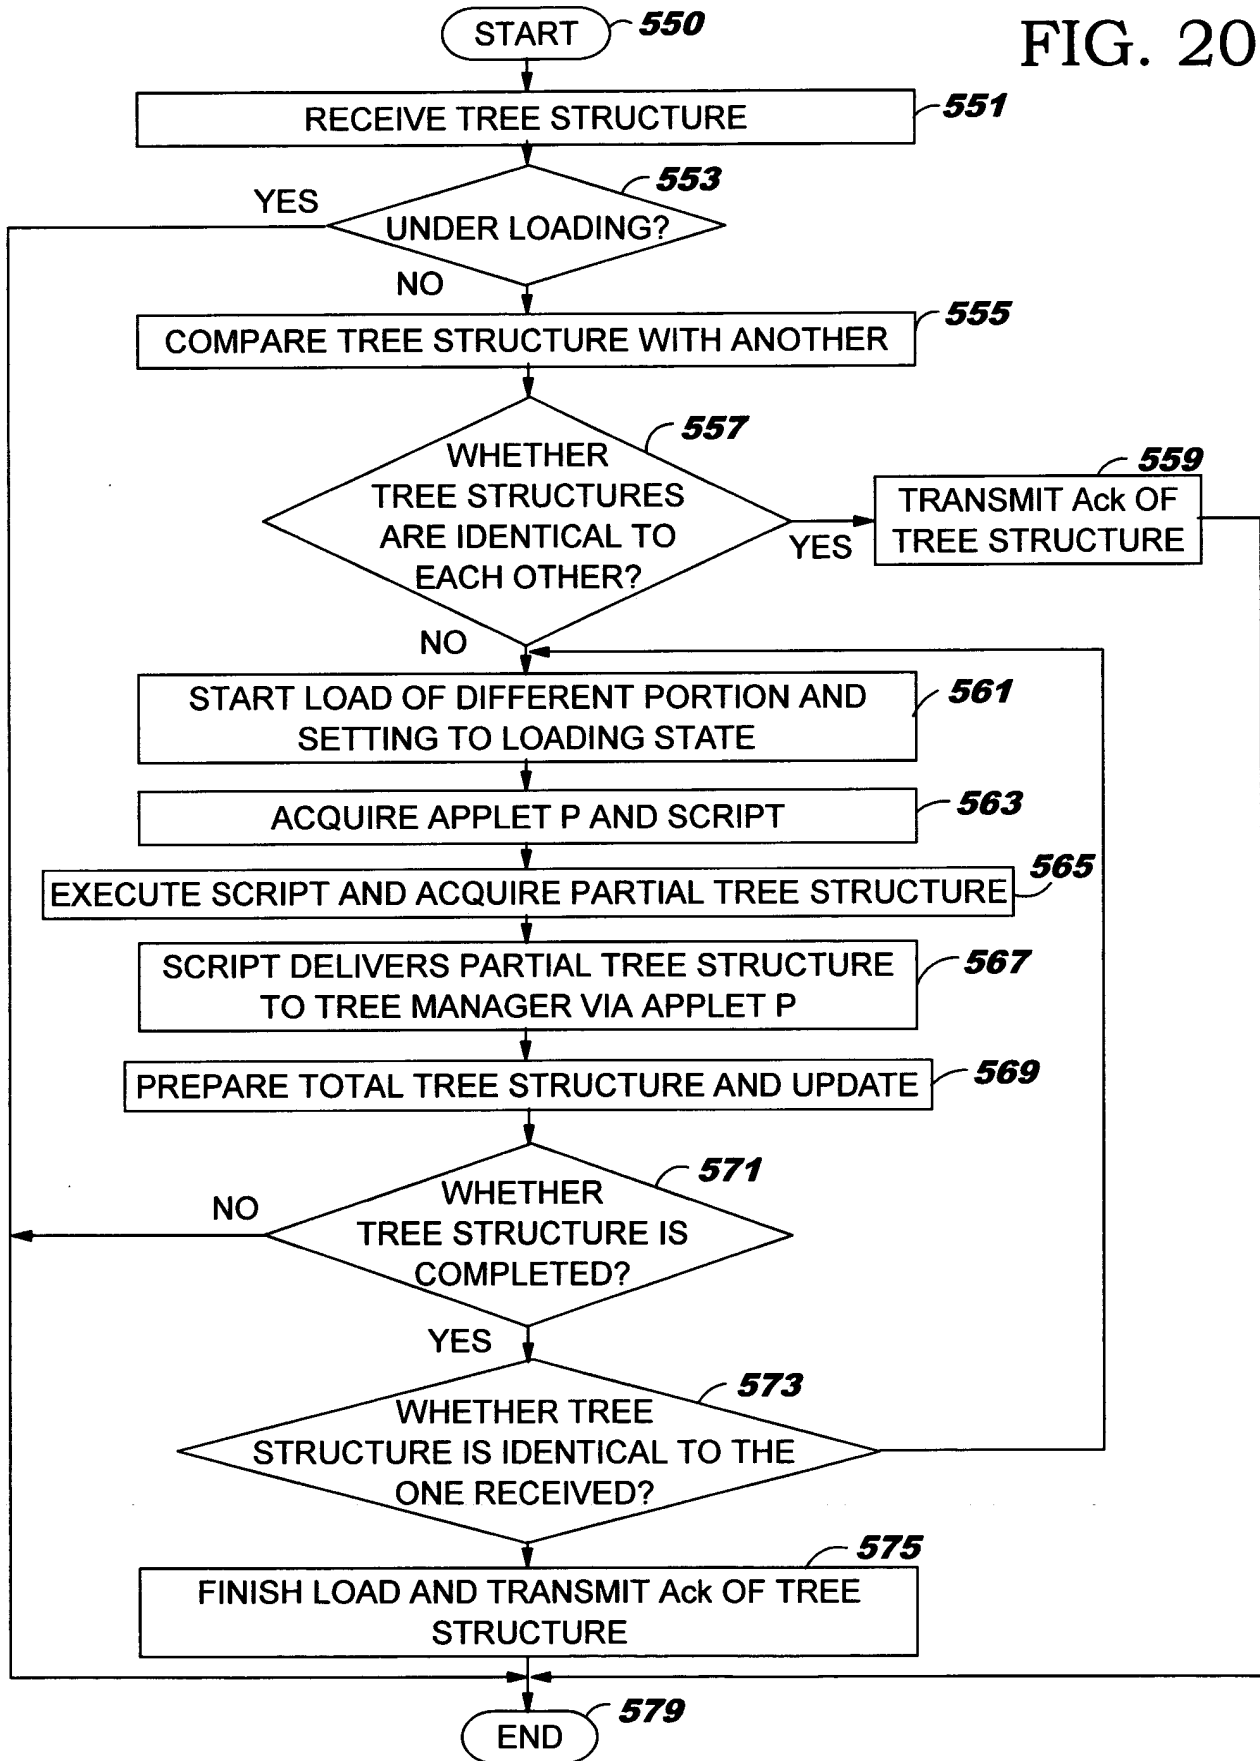 FIG. 20
START
550
RECEIVE TREE STRUCTURE
551
553
YES
UNDER LOADING?
NO
555
COMPARE TREE STRUCTURE WITH ANOTHER
557
WHETHER
TREE STRUCTURES
ARE IDENTICAL TO
EACH OTHER?
YES
559
TRANSMIT Ack OF
TREE STRUCTURE
NO
START LOAD OF DIFFERENT PORTION AND
SETTING TO LOADING STATE
561
ACQUIRE APPLET P AND SCRIPT
563
EXECUTE SCRIPT AND ACQUIRE PARTIAL TREE STRUCTURE
565
SCRIPT DELIVERS PARTIAL TREE STRUCTURE
TO TREE MANAGER VIA APPLET P
567
PREPARE TOTAL TREE STRUCTURE AND UPDATE
569
571
NO
WHETHER
TREE STRUCTURE IS
COMPLETED?
YES
573
WHETHER TREE
STRUCTURE IS IDENTICAL TO THE
ONE RECEIVED?
575
FINISH LOAD AND TRANSMIT Ack OF TREE
STRUCTURE
END
579